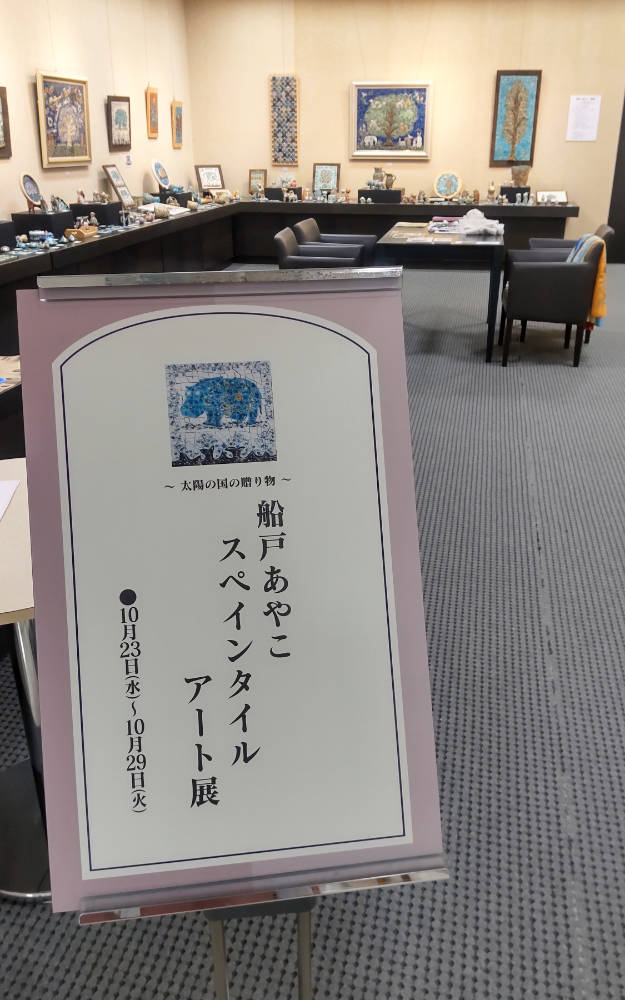 ～ 太陽の国の贈り物 ～
船戸あやこ
スペインタイル
アート展
●10月23日(水)～10月29日(火)